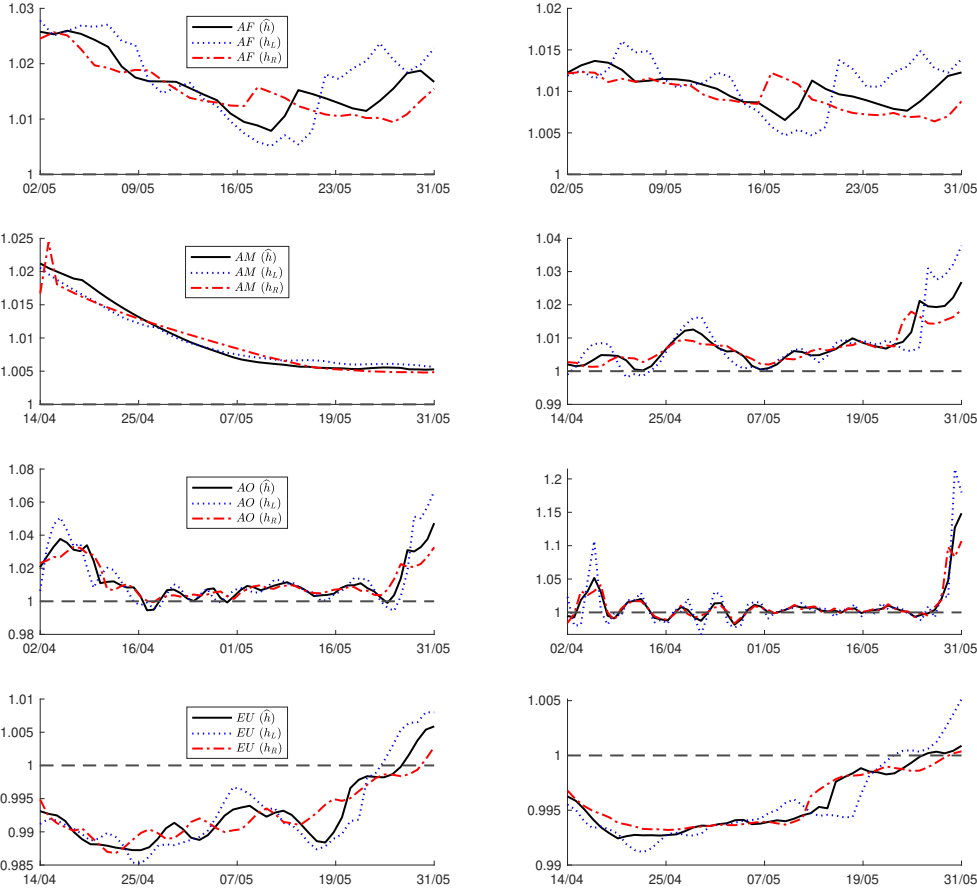 1.03
1.02
1.01
1
02/05 09/05 16/05 23/05 31/05
AF (ĥ)
AF (h_L)
AF (h_R)
1.02
1.015
1.01
1.005
1
02/05 09/05 16/05 23/05 31/05
1.025
1.02
1.015
1.01
1.005
1
14/04 25/04 07/05 19/05 31/05
AM (ĥ)
AM (h_L)
AM (h_R)
1.04
1.03
1.02
1.01
1
0.99
14/04 25/04 07/05 19/05 31/05
1.08
1.06
1.04
1.02
1
0.98
02/04 16/04 01/05 16/05 31/05
AO (ĥ)
AO (h_L)
AO (h_R)
1.2
1.15
1.1
1.05
1
02/04 16/04 01/05 16/05 31/05
1.01
1.005
1
0.995
0.99
0.985
14/04 25/04 07/05 19/05 31/05
EU (ĥ)
EU (h_L)
EU (h_R)
1.005
1
0.995
0.99
14/04 25/04 07/05 19/05 31/05